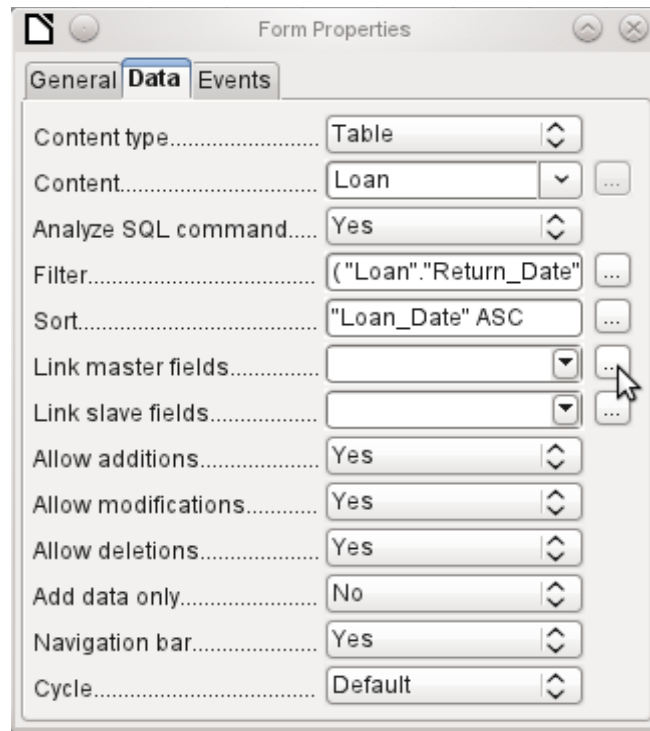 Form Properties
General Data Events
Content type........................ Table
Content................................ Loan ...
Analyze SQL command..... Yes
Filter..................................... ( "Loan"."Return_Date" ...
Sort....................................... "Loan_Date" ASC ...
Link master fields............... ...
Link slave fields.................. ...
Allow additions.................... Yes
Allow modifications............ Yes
Allow deletions.................... Yes
Add data only....................... No
Navigation bar..................... Yes
Cycle..................................... Default